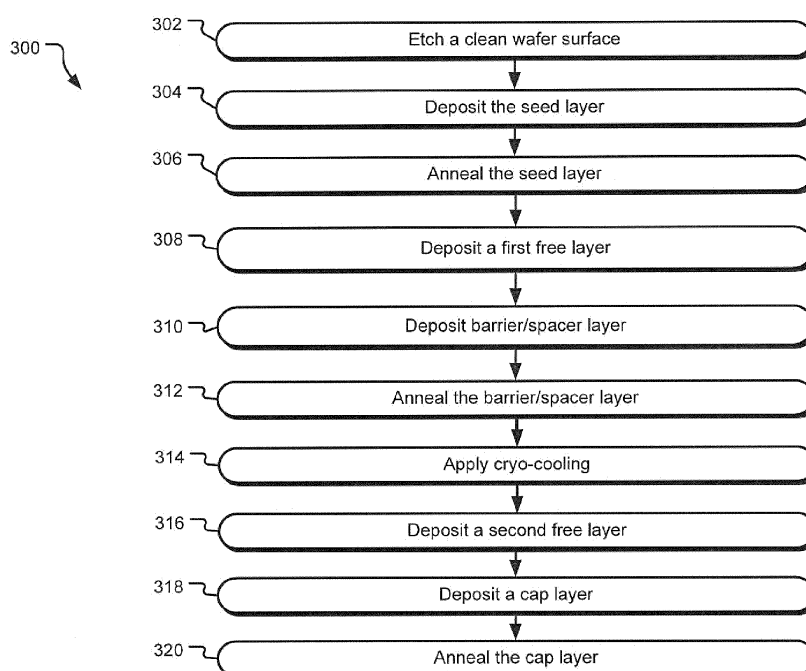 300
302 Etch a clean wafer surface
304 Deposit the seed layer
306 Anneal the seed layer
308 Deposit a first free layer
310 Deposit barrier/spacer layer
312 Anneal the barrier/spacer layer
314 Apply cryo-cooling
316 Deposit a second free layer
318 Deposit a cap layer
320 Anneal the cap layer